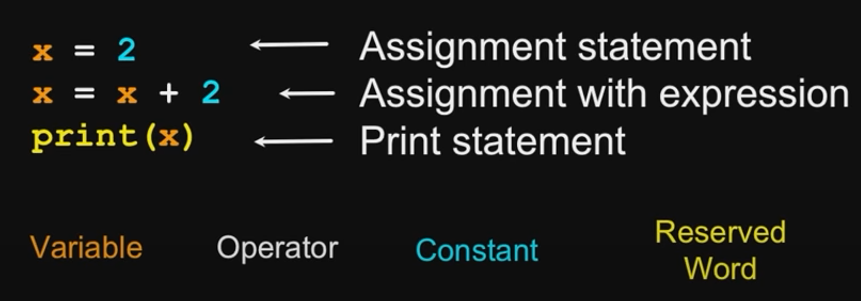 x = 2 Assignment statement
x = x + 2 Assignment with expression
print(x) Print statement
Variable Operator Constant Reserved Word